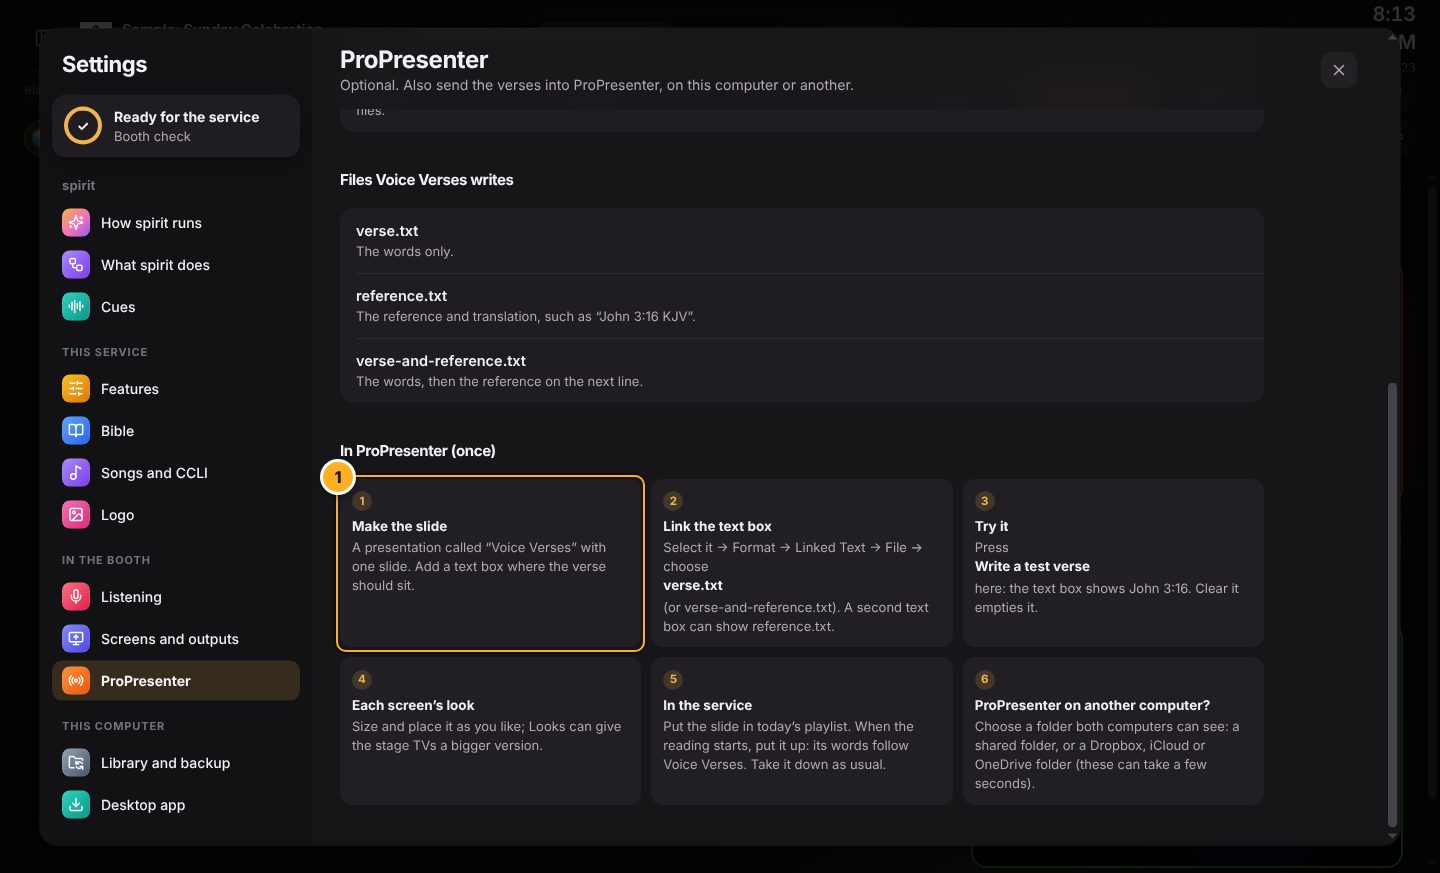 8:13
Settings
ProPresenter
Optional. Also send the verses into ProPresenter, on this computer or another.
Ready for the service
Booth check
files.
spirit
How spirit runs
What spirit does
Cues
THIS SERVICE
Features
Bible
Songs and CCLI
Logo
IN THE BOOTH
Listening
Screens and outputs
ProPresenter
THIS COMPUTER
Library and backup
Desktop app
Files Voice Verses writes
verse.txt
The words only.
reference.txt
The reference and translation, such as “John 3:16 KJV”.
verse-and-reference.txt
The words, then the reference on the next line.
In ProPresenter (once)
1
1
Make the slide
A presentation called “Voice Verses” with
one slide. Add a text box where the verse
should sit.
2
Link the text box
Select it → Format → Linked Text → File →
choose
verse.txt
(or verse-and-reference.txt). A second text
box can show reference.txt.
3
Try it
Press
Write a test verse
here: the text box shows John 3:16. Clear it
empties it.
4
Each screen’s look
Size and place it as you like; Looks can give
the stage TVs a bigger version.
5
In the service
Put the slide in today’s playlist. When the
reading starts, put it up: its words follow
Voice Verses. Take it down as usual.
6
ProPresenter on another computer?
Choose a folder both computers can see: a
shared folder, or a Dropbox, iCloud or
OneDrive folder (these can take a few
seconds).